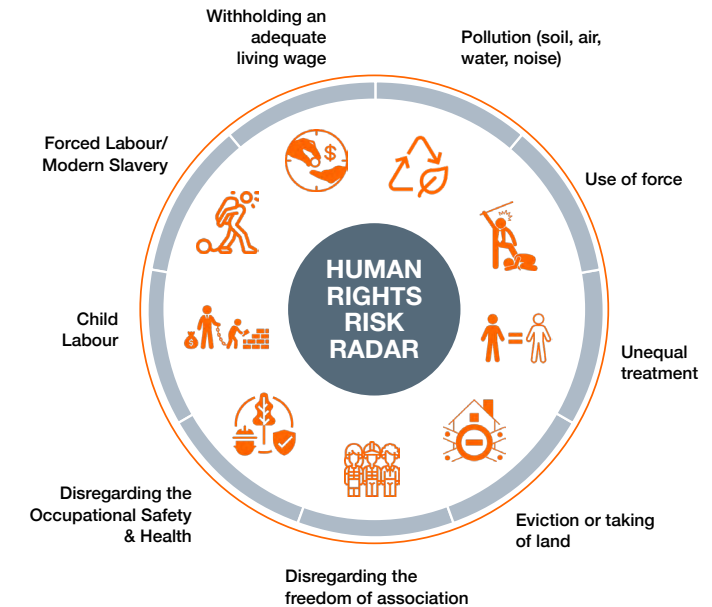 Withholding an
adequate
living wage
Pollution (soil, air,
water, noise)
Forced Labour/
Modern Slavery
Use of force
$
HUMAN
RIGHTS
RISK
RADAR
Child
Labour
$
Unequal
treatment
Disregarding the
Occupational Safety
& Health
Eviction or taking
of land
Disregarding the
freedom of association